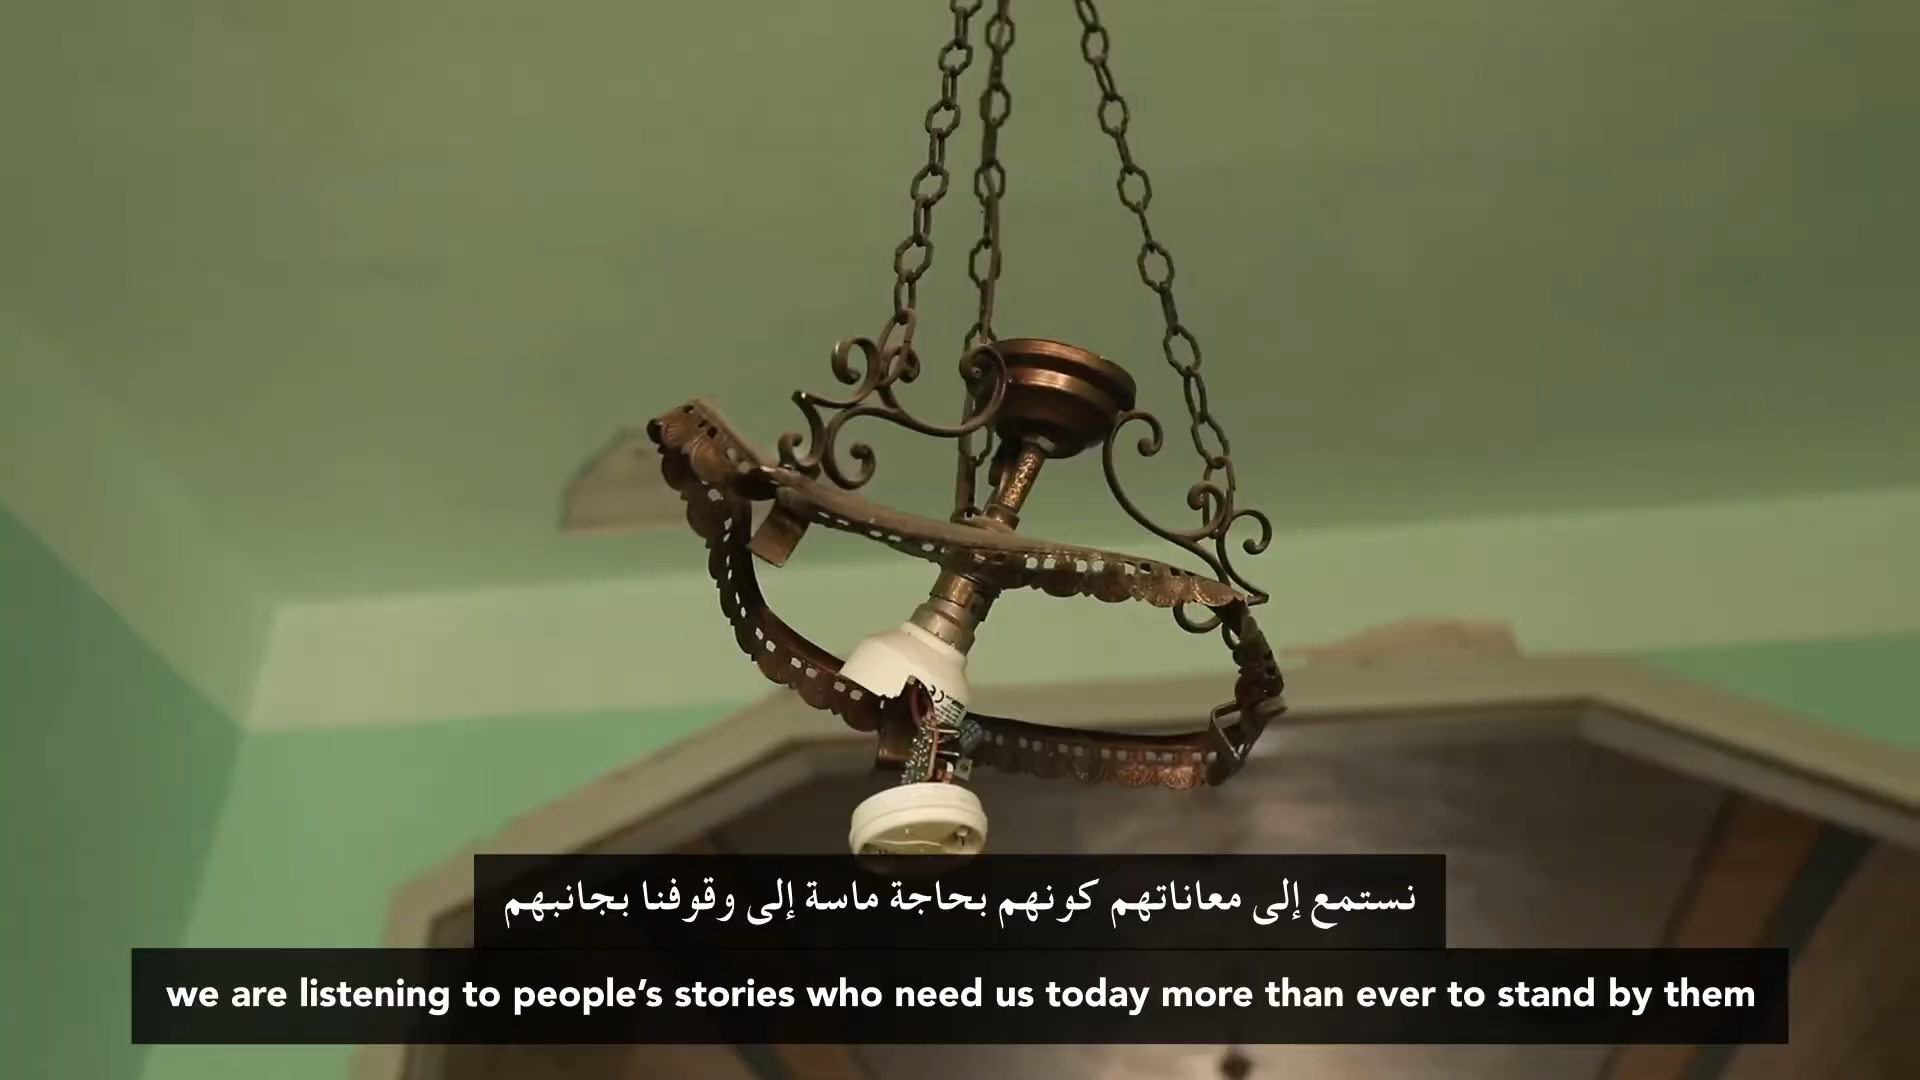 نستمع إلى معاناتهم كونهم بحاجة ماسة إلى وقوفنا بجانبهم
we are listening to people's stories who need us today more than ever to stand by them